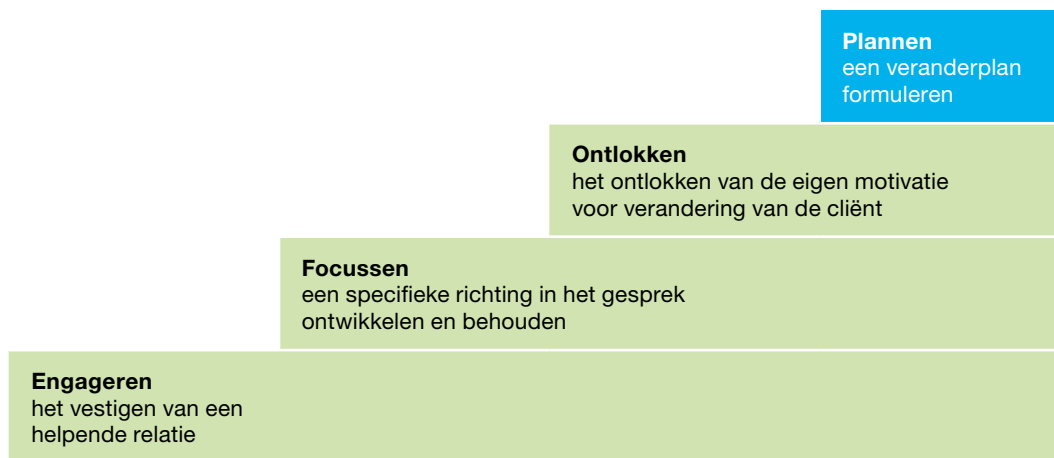 Plannen
een veranderplan
formuleren
Ontlokken
het ontlokken van de eigen motivatie
voor verandering van de cliënt
Focussen
een specifieke richting in het gesprek
ontwikkelen en behouden
Engageren
het vestigen van een
helpende relatie